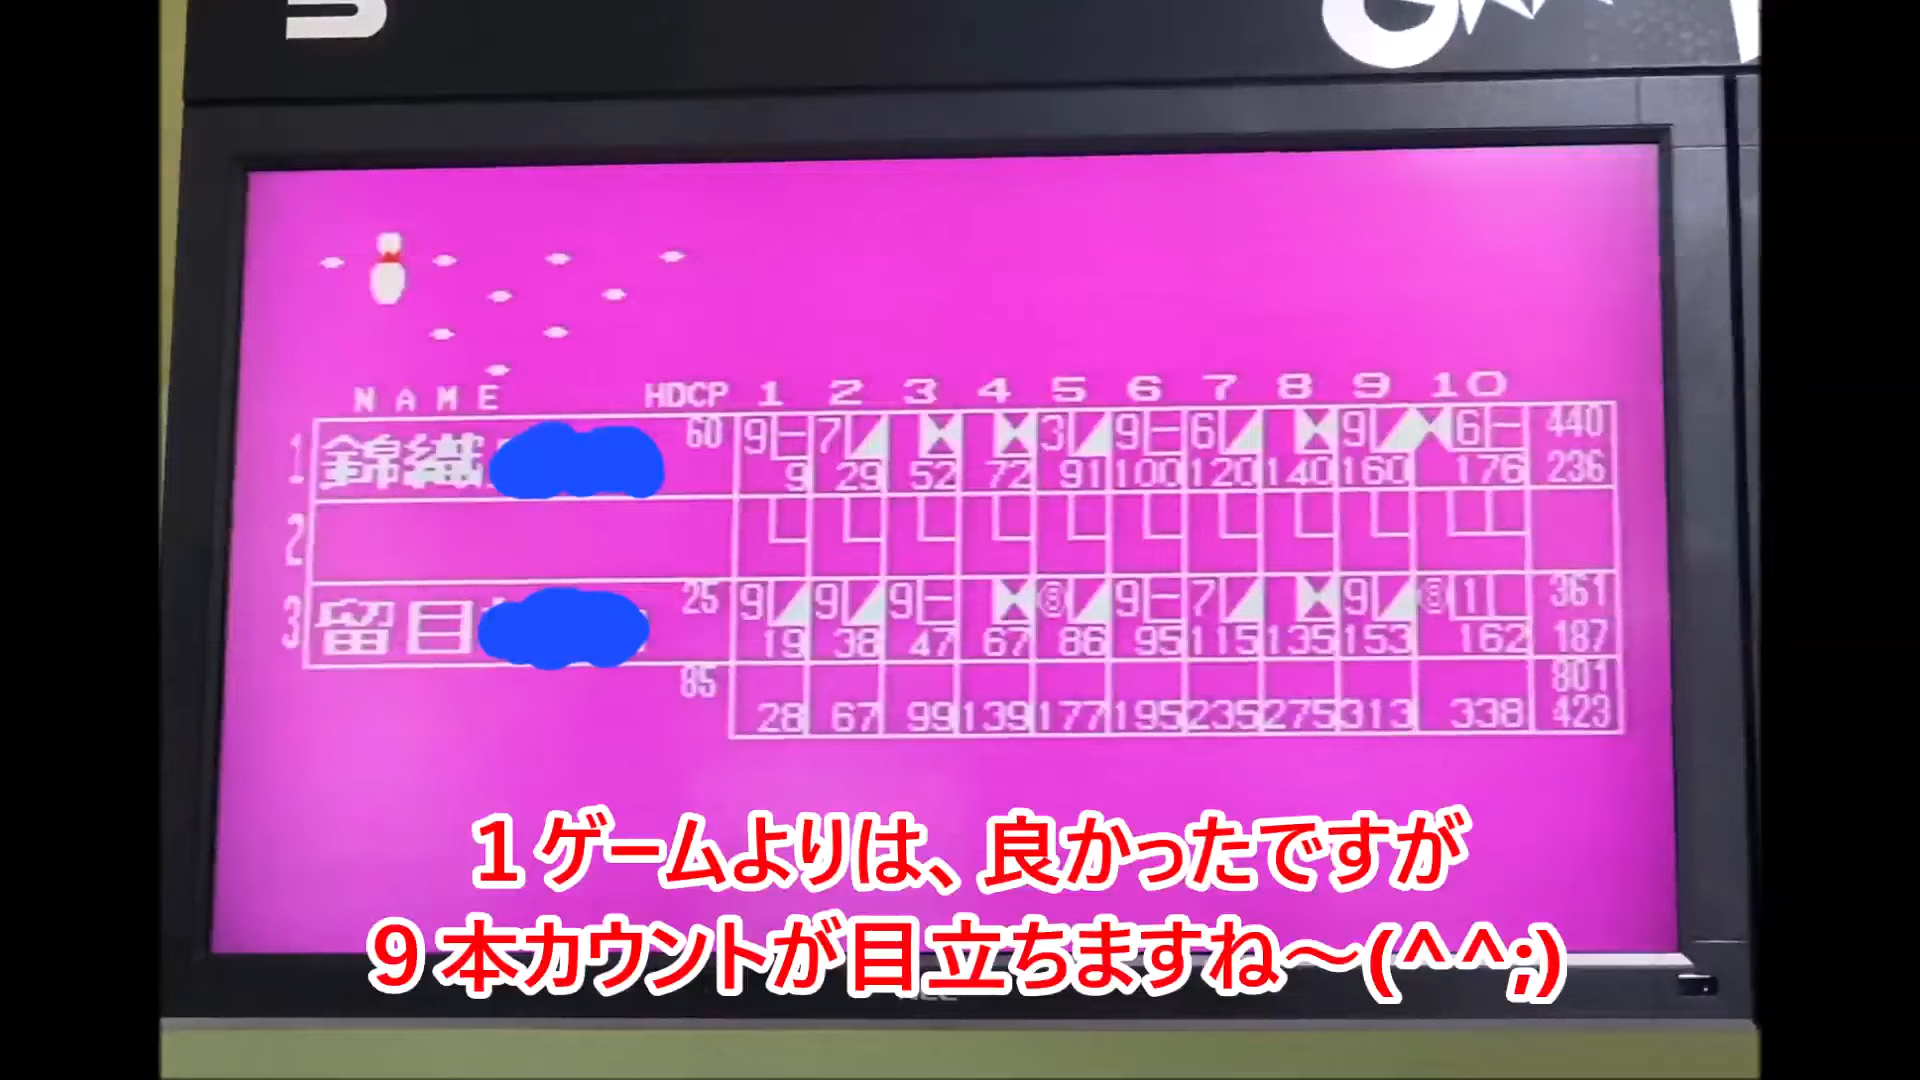 NAME HDCP 1 2 3 4 5 6 7 8 9 10
1 錦織 60 9 - 7 3 9 - 6 9 6 - 440
9 29 52 72 91 100 120 140 160 176 236
2
3 留目 25 9 9 9 - ⑧ 9 - 7 9 ⑧ 1 361
19 38 47 67 86 95 115 135 153 162 187
85 801
28 67 99 139 177 195 235 275 313 338 423
1ゲームよりは、良かったですが
9本カウントが目立ちますね～(^^;)